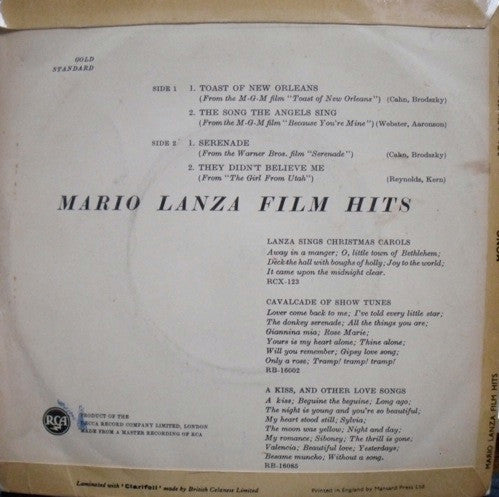 GOLD
STANDARD
SIDE 1 1. TOAST OF NEW ORLEANS
(From the M-G-M film "Toast of New Orleans") (Cahn, Brodszky)
2. THE SONG THE ANGELS SING
(From the M-G-M film "Because You're Mine") (Webster, Aaronson)
SIDE 2 1. SERENADE
(From the Warner Bros. film "Serenade") (Cahn, Brodszky)
2. THEY DIDN'T BELIEVE ME
(From "The Girl From Utah") (Reynolds, Kern)
MARIO LANZA FILM HITS
LANZA SINGS CHRISTMAS CAROLS
Away in a manger; O, little town of Bethlehem;
Deck the hall with boughs of holly; Joy to the world;
It came upon the midnight clear.
RCX-123
CAVALCADE OF SHOW TUNES
Lover come back to me; I've told every little star;
The donkey serenade; All the things you are;
Giannina mia; Rose Marie;
Yours is my heart alone; Thine alone;
Will you remember; Gipsy love song;
Only a rose; Tramp! tramp! tramp!
RB-16002
A KISS, AND OTHER LOVE SONGS
A kiss; Beguine the beguine; Long ago;
The night is young and you're so beautiful;
My heart stood still; Sylvia;
The moon was yellow; Night and day;
My romance; Siboney; The thrill is gone;
Valencia; Beautiful love; Yesterdays;
Besame muncho; Without a song.
RB-16085
RCA
PRODUCT OF THE
DECCA RECORD COMPANY LIMITED, LONDON
MADE FROM A MASTER RECORDING OF RCA
Laminated with 'Clarifoil' made by British Celanese Limited
Printed in England by Mansard Press Ltd
MARIO LANZA FILM HITS
MONO